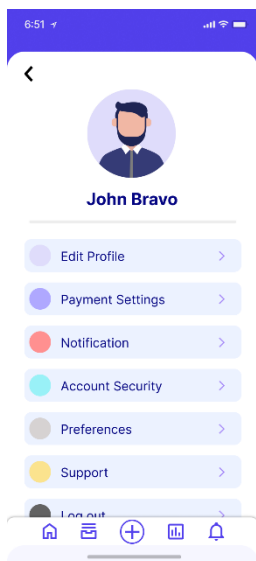 6:51
John Bravo
Edit Profile
Payment Settings
Notification
Account Security
Preferences
Support
Log out